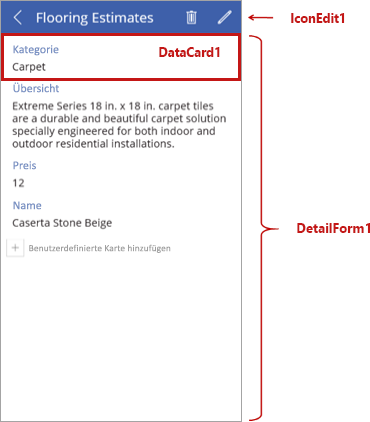 Flooring Estimates
IconEdit1
Kategorie
DataCard1
Carpet
Übersicht
Extreme Series 18 in. x 18 in. carpet tiles
are a durable and beautiful carpet solution
specially engineered for both indoor and
outdoor residential installations.
Preis
12
Name
Caserta Stone Beige
DetailForm1
Benutzerdefinierte Karte hinzufügen